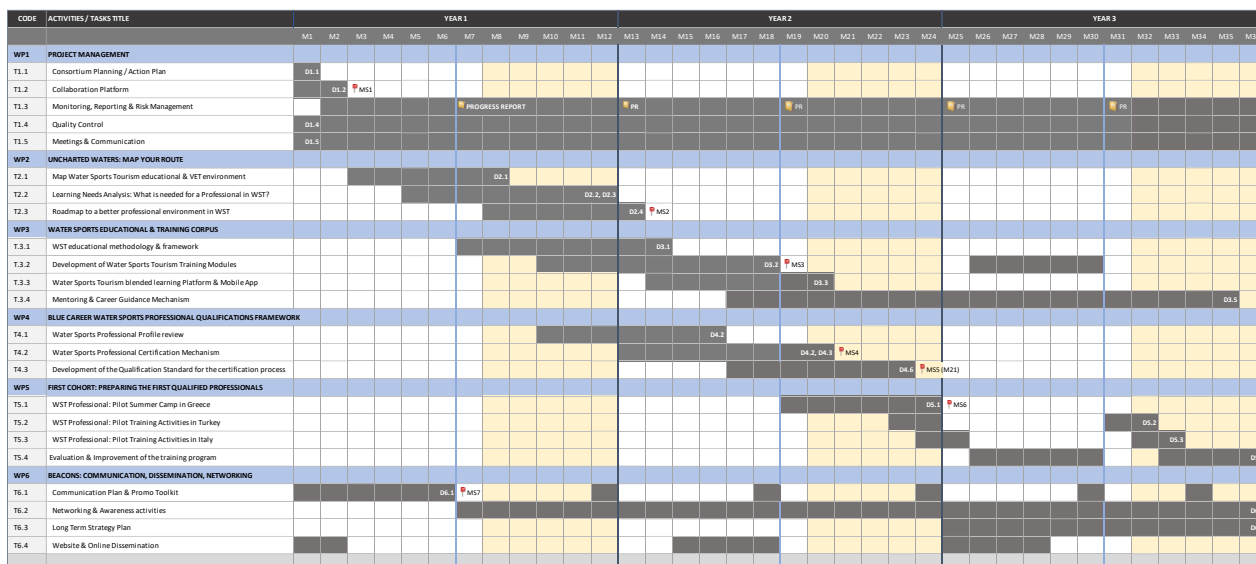 CODE ACTIVITIES / TASKS TITLE YEAR 1 YEAR 2 YEAR 3
M1 M2 M3 M4 M5 M6 M7 M8 M9 M10 M11 M12 M13 M14 M15 M16 M17 M18 M19 M20 M21 M22 M23 M24 M25 M26 M27 M28 M29 M30 M31 M32 M33 M34 M35
WP1 PROJECT MANAGEMENT
T1.1 Consortium Planning / Action Plan D1.1
T1.2 Collaboration Platform D1.2 MS1
T1.3 Monitoring, Reporting & Risk Management PROGRESS REPORT PR PR PR PR
T1.4 Quality Control D1.4
T1.5 Meetings & Communication D1.5
WP2 UNCHARTED WATERS: MAP YOUR ROUTE
T2.1 Map Water Sports Tourism educational & VET environment D2.1
T2.2 Learning Needs Analysis: What is needed for a Professional in WST? D2.2, D2.3
T2.3 Roadmap to a better professional environment in WST D2.4 MS2
WP3 WATER SPORTS EDUCATIONAL & TRAINING CORPUS
T.3.1 WST educational methodology & framework D3.1
T.3.2 Development of Water Sports Tourism Training Modules D3.2 MS3
T.3.3 Water Sports Tourism blended learning Platform & Mobile App D3.3
T.3.4 Mentoring & Career Guidance Mechanism D3.5
WP4 BLUE CAREER WATER SPORTS PROFESSIONAL QUALIFICATIONS FRAMEWORK
T4.1 Water Sports Professional Profile review D4.2
T4.2 Water Sports Professional Certification Mechanism D4.2, D4.3 MS4
T4.3 Development of the Qualification Standard for the certification process D4.6 MS5 (M21)
WP5 FIRST COHORT: PREPARING THE FIRST QUALIFIED PROFESSIONALS
T5.1 WST Professional: Pilot Summer Camp in Greece D5.1 MS6
T5.2 WST Professional: Pilot Training Activities in Turkey D5.2
T5.3 WST Professional: Pilot Training Activities in Italy D5.3
T5.4 Evaluation & Improvement of the training program
WP6 BEACONS: COMMUNICATION, DISSEMINATION, NETWORKING
T6.1 Communication Plan & Promo Toolkit D6.1 MS7
T6.2 Networking & Awareness activities
T6.3 Long Term Strategy Plan
T6.4 Website & Online Dissemination